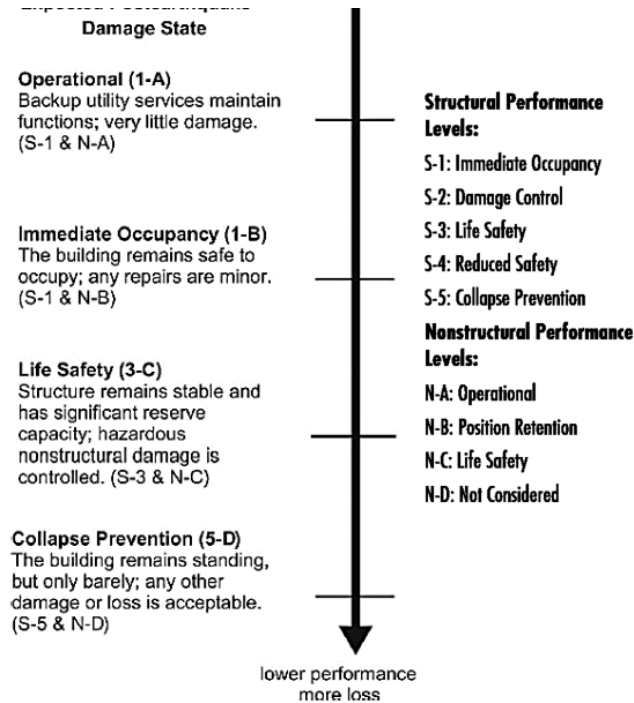 Damage State
Operational (1-A)
Backup utility services maintain
functions; very little damage.
(S-1 & N-A)
Immediate Occupancy (1-B)
The building remains safe to
occupy; any repairs are minor.
(S-1 & N-B)
Life Safety (3-C)
Structure remains stable and
has significant reserve
capacity; hazardous
nonstructural damage is
controlled. (S-3 & N-C)
Collapse Prevention (5-D)
The building remains standing,
but only barely; any other
damage or loss is acceptable.
(S-5 & N-D)
Structural Performance
Levels:
S-1: Immediate Occupancy
S-2: Damage Control
S-3: Life Safety
S-4: Reduced Safety
S-5: Collapse Prevention
Nonstructural Performance
Levels:
N-A: Operational
N-B: Position Retention
N-C: Life Safety
N-D: Not Considered
lower performance
more loss